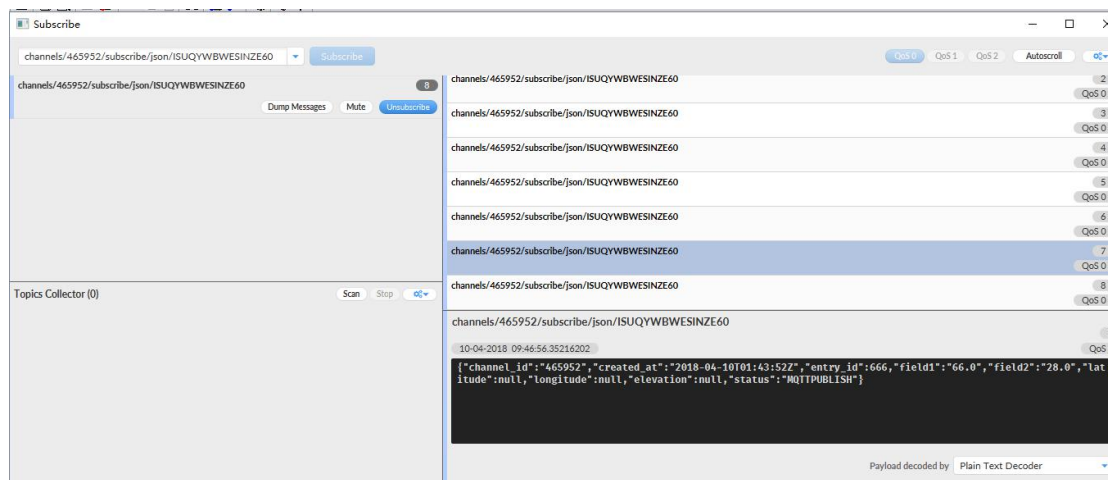 Subscribe
channels/465952/subscribe/json/ISUQYWBWESINZE60
Subscribe
QoS 0 QoS 1 QoS 2 Autoscroll
channels/465952/subscribe/json/ISUQYWBWESINZE60 8
Dump Messages Mute Unsubscribe
Topics Collector (0) Scan Stop
channels/465952/subscribe/json/ISUQYWBWESINZE60 2
QoS 0
channels/465952/subscribe/json/ISUQYWBWESINZE60 3
QoS 0
channels/465952/subscribe/json/ISUQYWBWESINZE60 4
QoS 0
channels/465952/subscribe/json/ISUQYWBWESINZE60 5
QoS 0
channels/465952/subscribe/json/ISUQYWBWESINZE60 6
QoS 0
channels/465952/subscribe/json/ISUQYWBWESINZE60 7
QoS 0
channels/465952/subscribe/json/ISUQYWBWESINZE60 8
QoS 0
channels/465952/subscribe/json/ISUQYWBWESINZE60
10-04-2018 09:46:56.35216202 QoS
{"channel_id":"465952","created_at":"2018-04-10T01:43:52Z","entry_id":666,"field1":"66.0","field2":"28.0","lat
itude":null,"longitude":null,"elevation":null,"status":"MQTTPUBLISH"}
Payload decoded by Plain Text Decoder